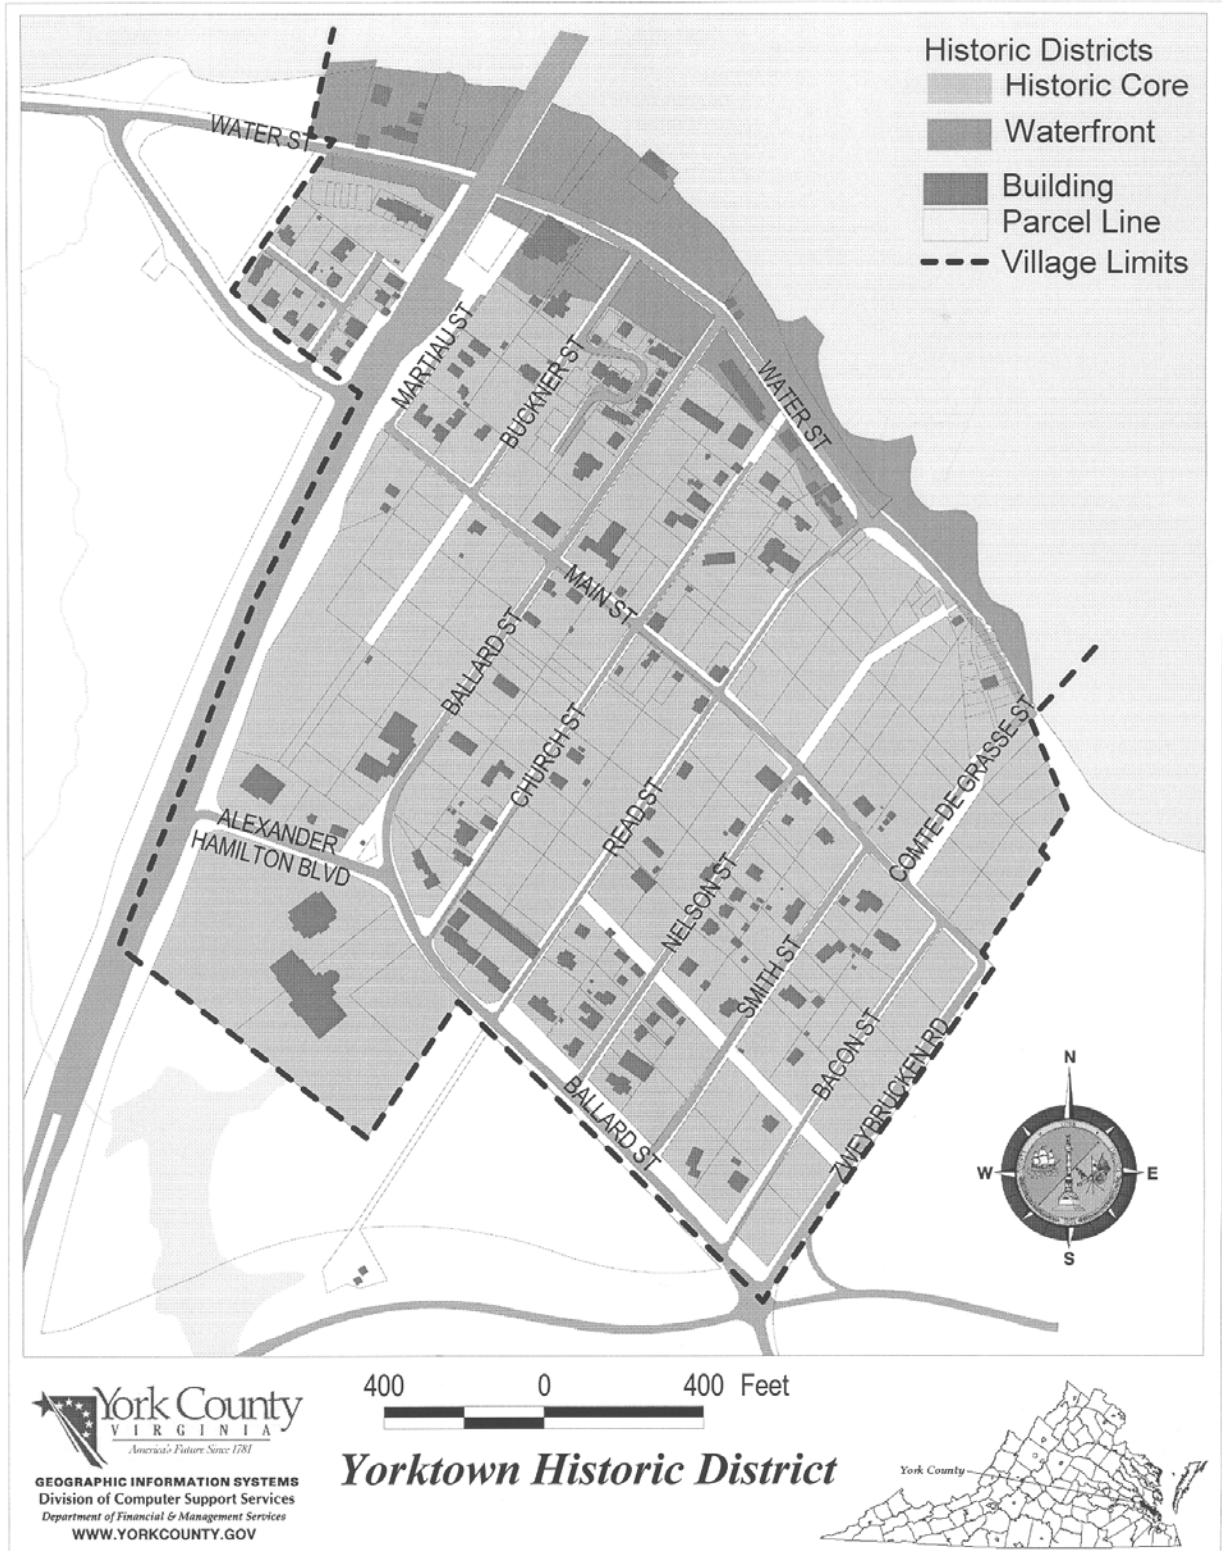 Historic Districts
Historic Core
Waterfront
Building
Parcel Line
Village Limits
WATER ST
MARTIAU ST
BUCKNER ST
WATER ST
MAIN ST
BALLARD ST
CHURCH ST
READ ST
COMTE DE GRASSE ST
ALEXANDER
HAMILTON BLVD
NELSON ST
SMITH ST
BACON ST
ZWEYBRUCKEN RD
BALLARD ST
N
W
E
S
400 0 400 Feet
York County
VIRGINIA
America's Future Since 1781
Yorktown Historic District
York County
GEOGRAPHIC INFORMATION SYSTEMS
Division of Computer Support Services
Department of Financial & Management Services
WWW.YORKCOUNTY.GOV